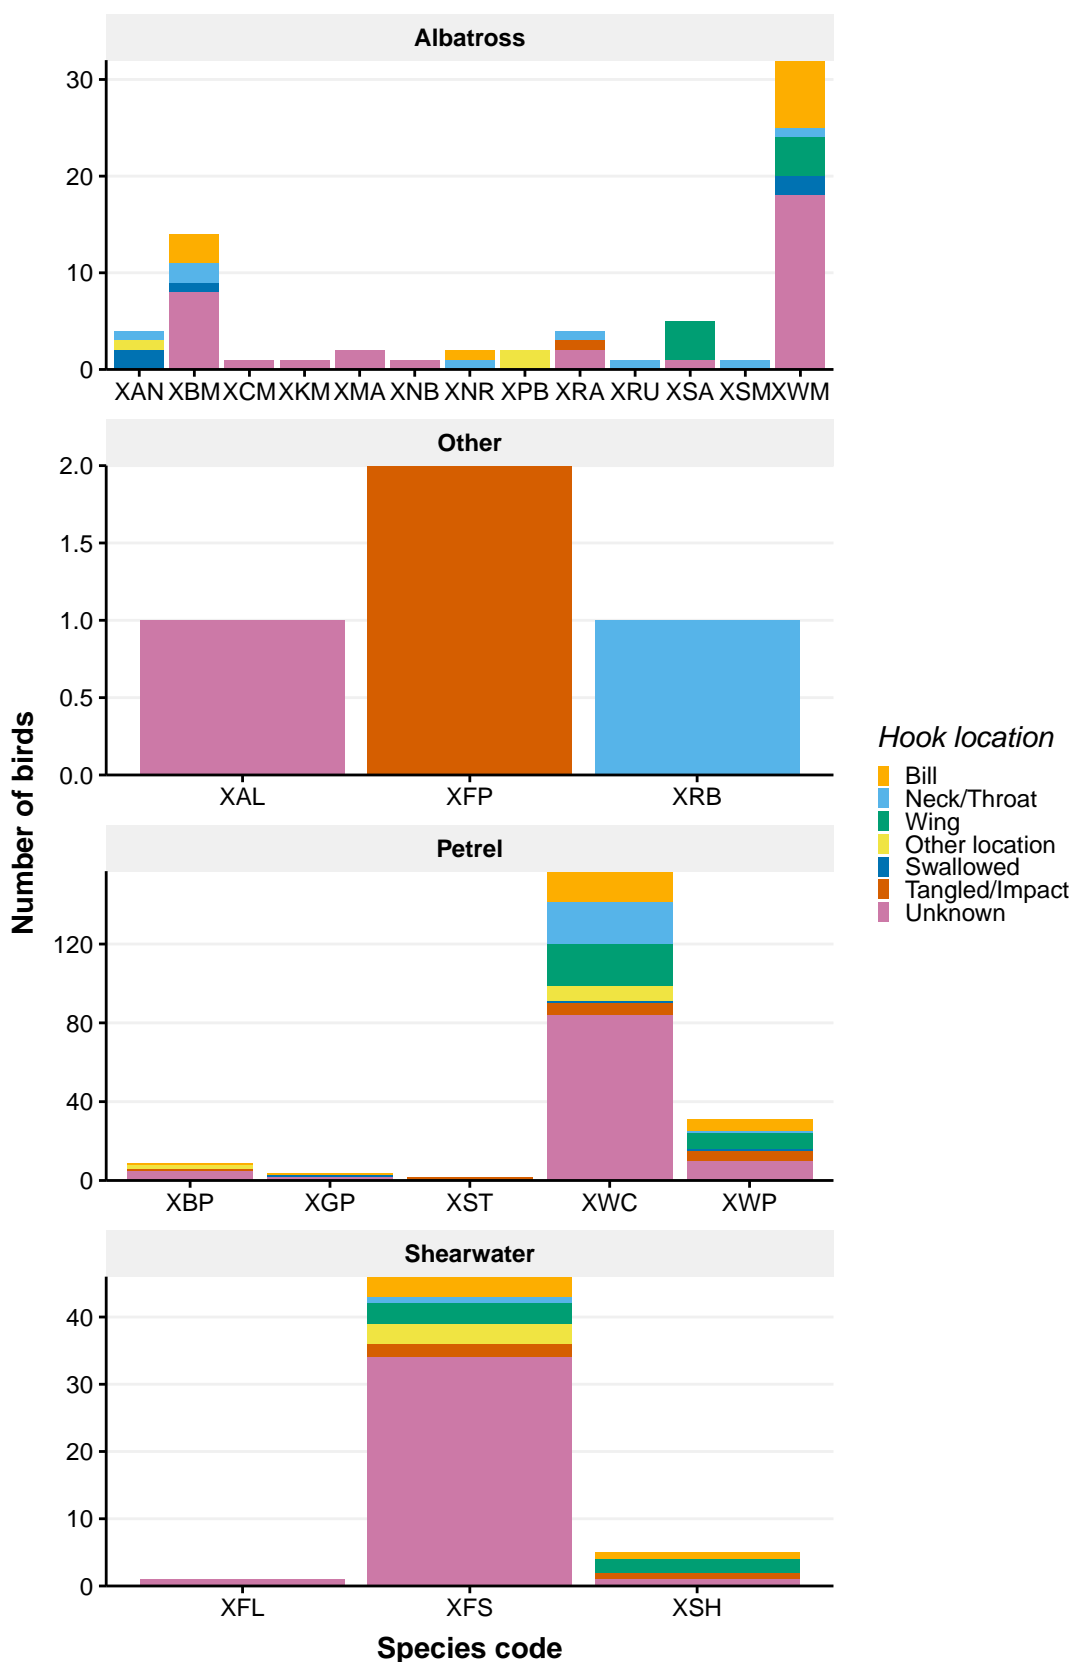 Albatross
30
20
10
0
XAN XBM XCM XKM XMA XNB XNR XPB XRA XRU XSA XSM XWM
Other
2.0
1.5
1.0
0.5
0.0
XAL XFP XRB
Petrel
120
80
40
0
XBP XGP XST XWC XWP
Shearwater
40
30
20
10
0
XFL XFS XSH
Species code
Number of birds
Hook location
Bill
Neck/Throat
Wing
Other location
Swallowed
Tangled/Impact
Unknown